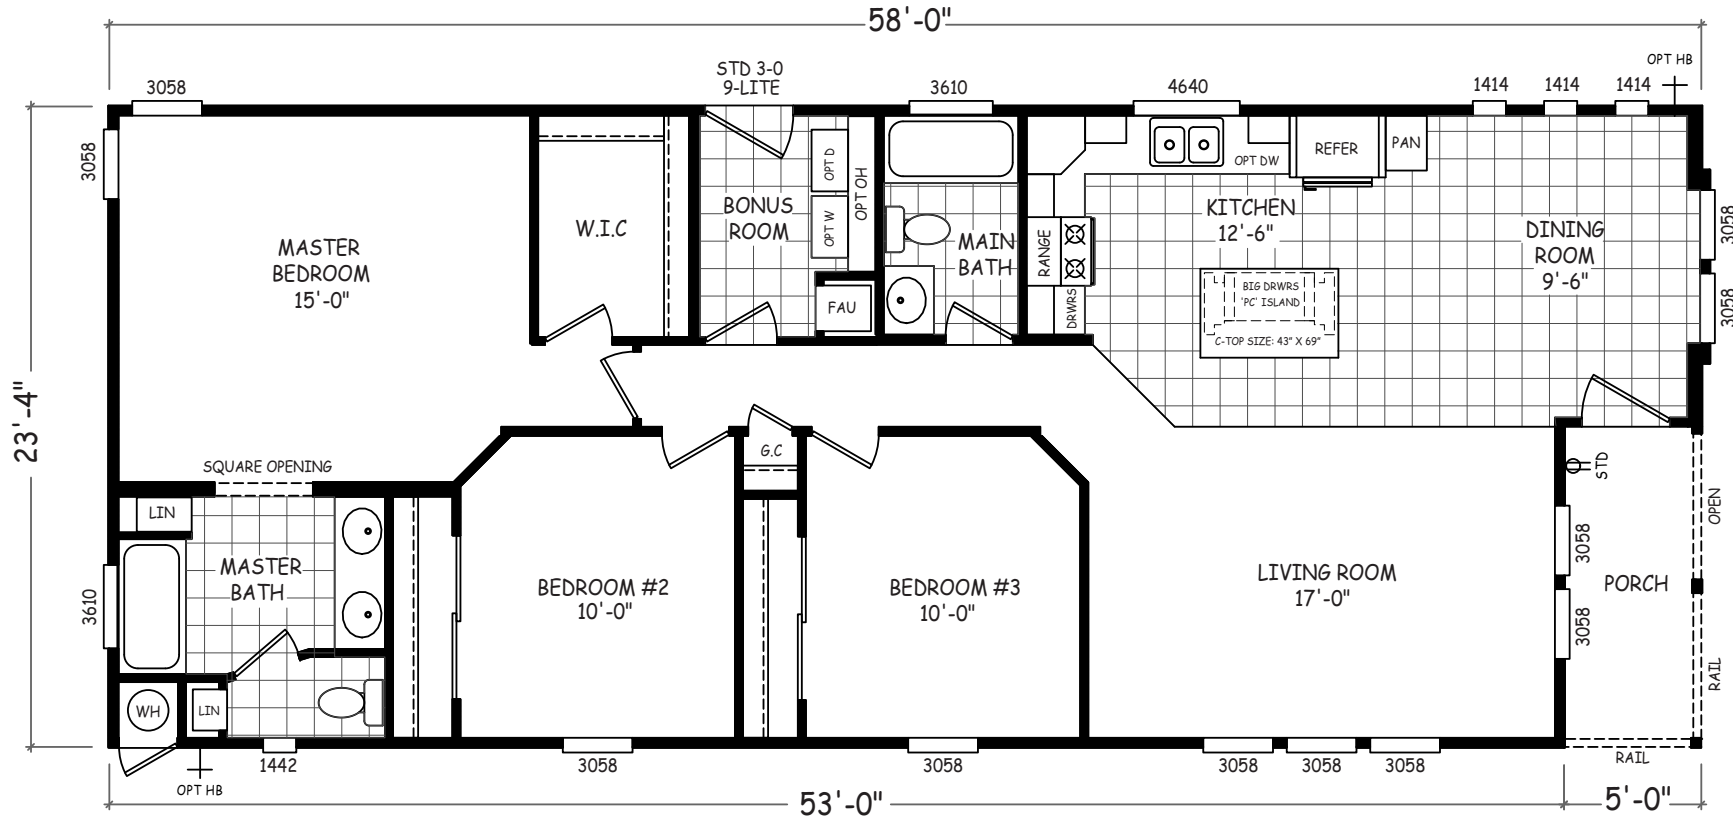 58'-0"
STD 3-0
9-LITE
OPT HB
3058
3610
4640
1414
1414
1414
3058
MASTER
BEDROOM
15'-0"
W.I.C
BONUS
ROOM
OPT D
OPT W
OPT OH
FAU
MAIN
BATH
RANGE
DRWRS
OPT DW
REFER
PAN
KITCHEN
12'-6"
BIG DRWRS
'PC' ISLAND
C-TOP SIZE: 43" X 69"
DINING
ROOM
9'-6"
3058
3058
23'-4"
SQUARE OPENING
LIN
MASTER
BATH
3610
WH
LIN
G.C
BEDROOM #2
10'-0"
BEDROOM #3
10'-0"
LIVING ROOM
17'-0"
STD
3058
3058
PORCH
OPEN
RAIL
RAIL
OPT HB
1442
3058
3058
3058
3058
3058
53'-0"
5'-0"